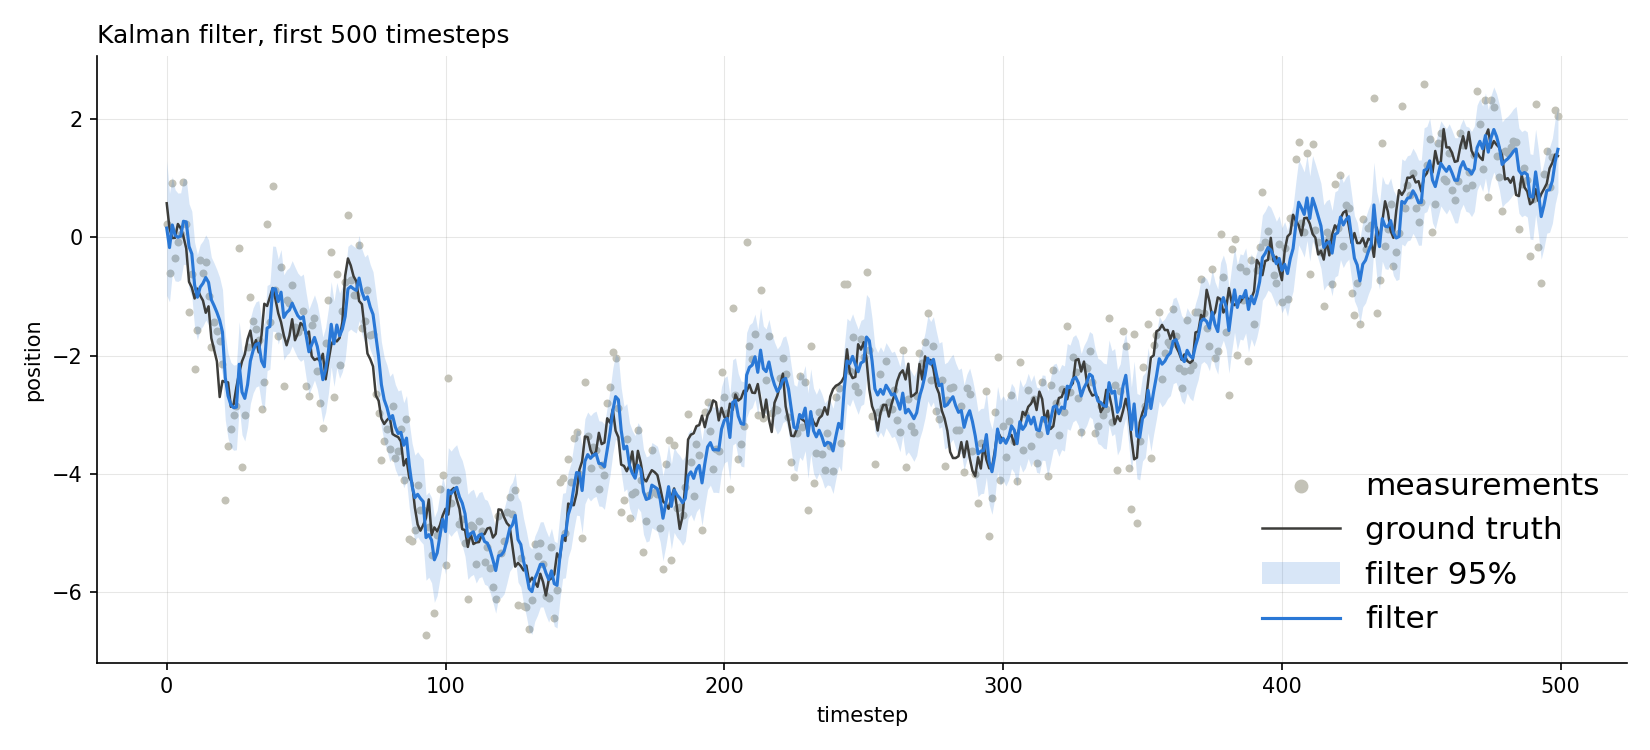 Kalman filter, first 500 timesteps
position
2
0
−2
−4
−6
measurements
ground truth
filter 95%
filter
0
100
200
300
400
500
timestep